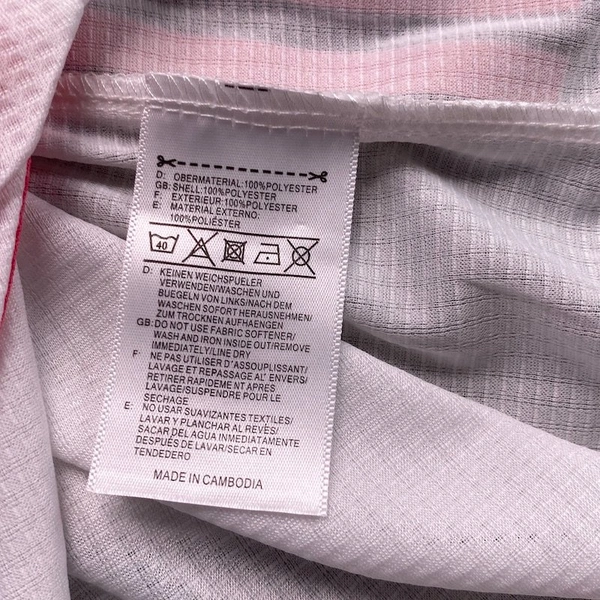 D: OBERMATERIAL:100%POLYESTER
GB: SHELL:100%POLYESTER
F: EXTERIEUR:100%POLYESTER
E: MATERIAL EXTERNO:
100%POLIÉSTER
40
D: KEINEN WEICHSPUELER
VERWENDENWASCHEN UND
BUEGELN VON LINKS/NACH DEM
WASCHEN SOFORT HERAUSNEHMEN/
ZUM TROCKNEN AUFHAENGEN
GB: DO NOT USE FABRIC SOFTENER/
WASH AND IRON INSIDE OUT/REMOVE
IMMEDIATELY/LINE DRY
F: NE PAS UTILISER D'ASSOUPLISSANT/
LAVAGE ET REPASSAGE AL' ENVERS/
RETIRER RAPIDEMENT APRES
LAVAGE/SUSPENDRE POUR LE
SECHAGE
E: NO USAR SUAVIZANTES TEXTILES/
LAVAR Y PLANCHAR AL REVÉS/
SACAR DEL AGUA INMEDIATAMENTE
DESPUÉS DE LAVAR/SECAR EN
TENDEDERO
MADE IN CAMBODIA